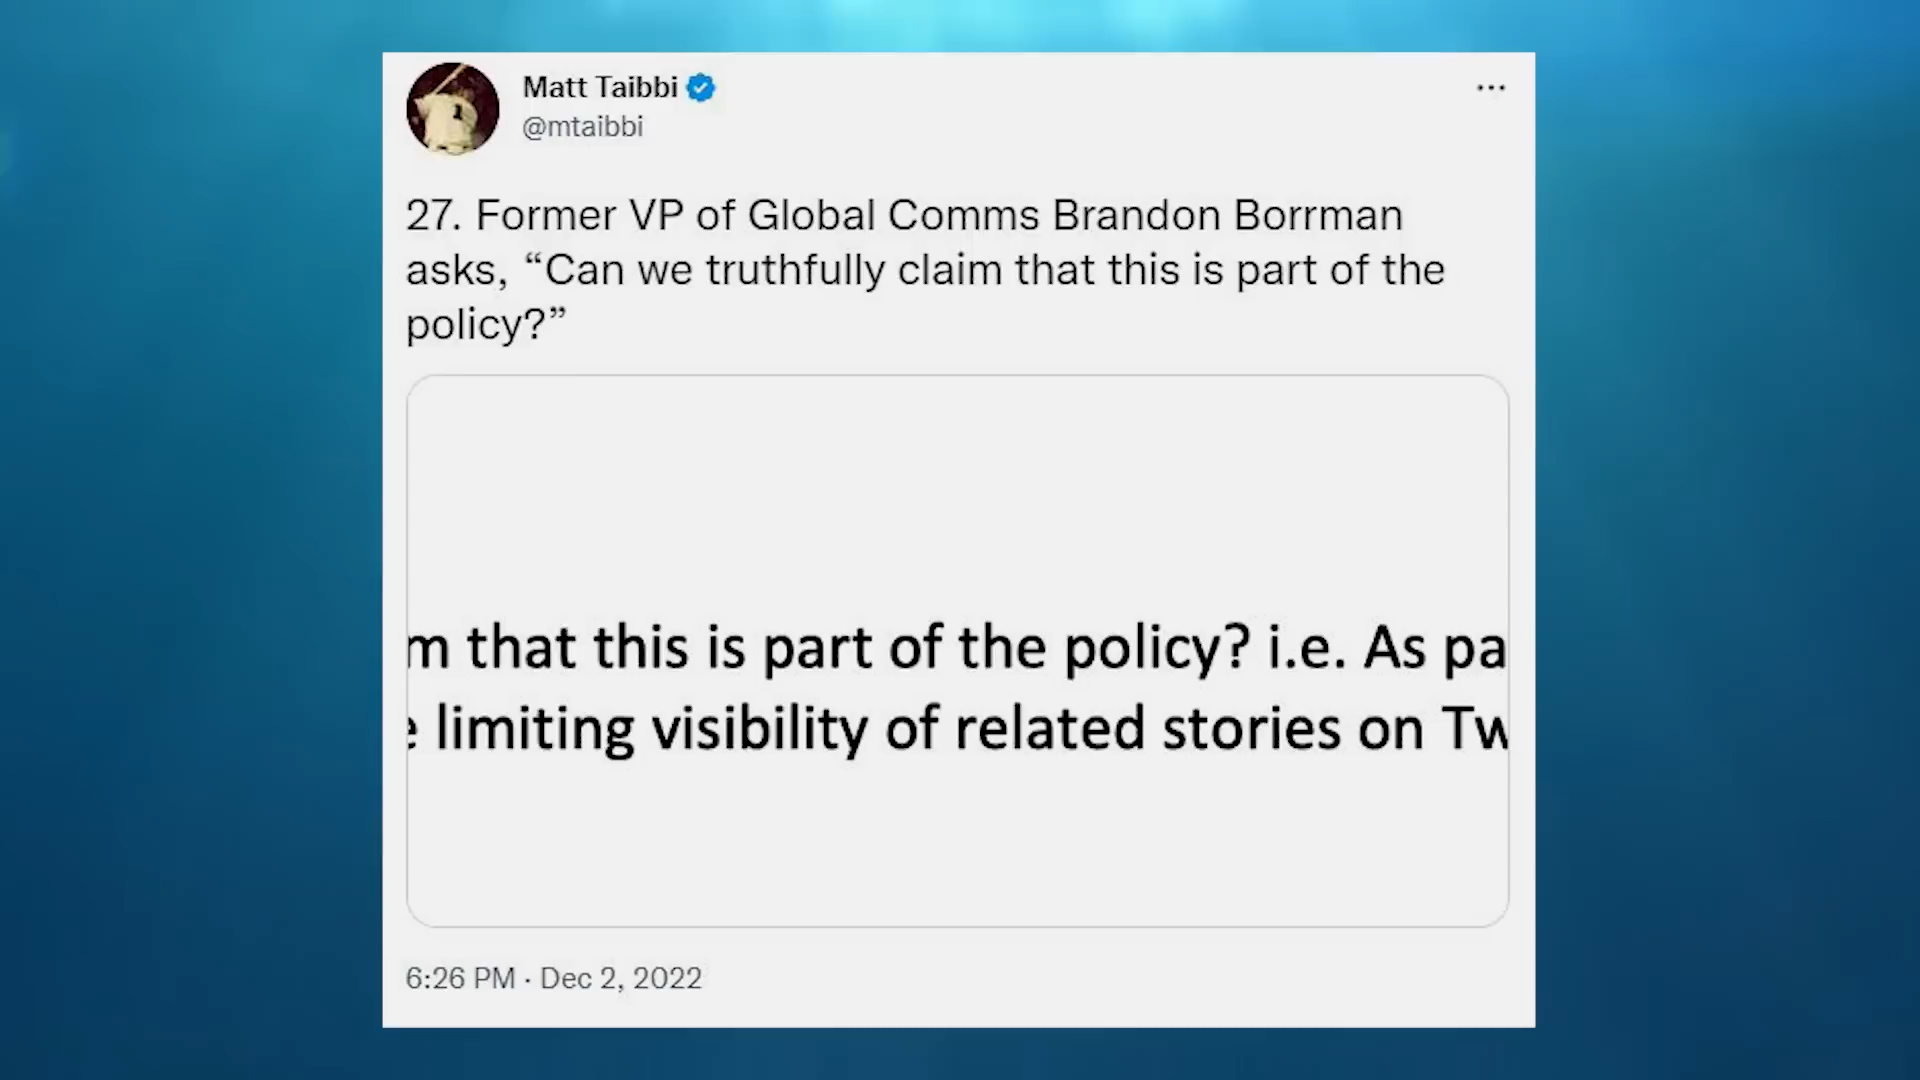 Matt Taibbi
@mtaibbi
27. Former VP of Global Comms Brandon Borrman
asks, “Can we truthfully claim that this is part of the
policy?”
m that this is part of the policy? i.e. As pa
limiting visibility of related stories on Tw
6:26 PM · Dec 2, 2022